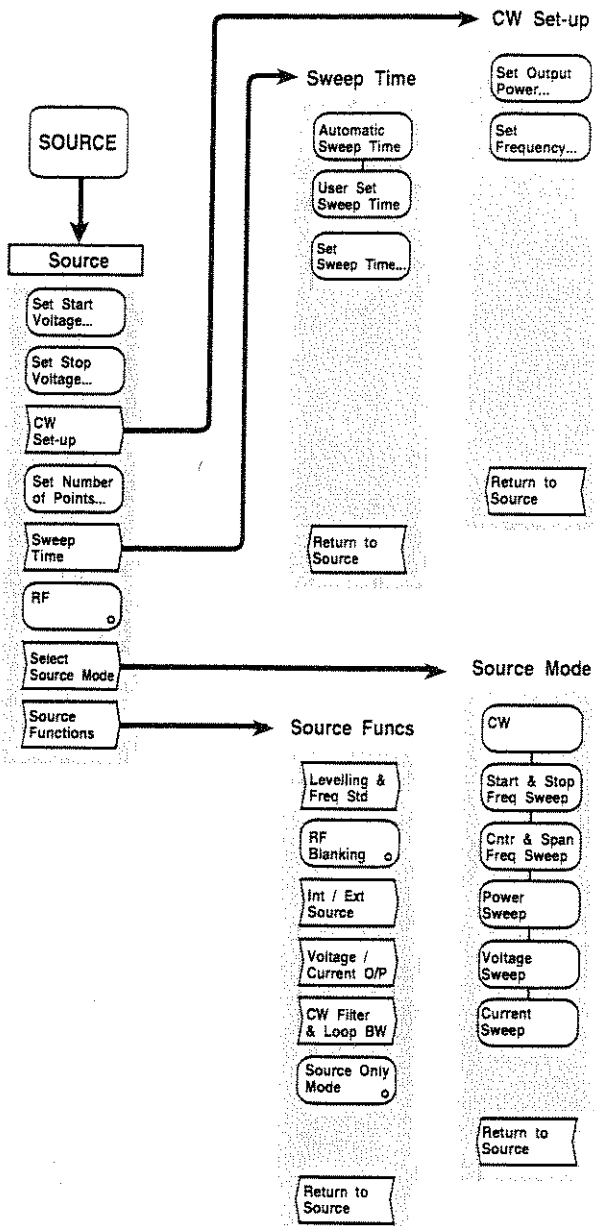 SOURCE
Source
Set Start
Voltage...
Set Stop
Voltage...
CW
Set-up
Set Number
of Points...
Sweep
Time
RF
Select
Source Mode
Source
Functions
Sweep Time
Automatic
Sweep Time
User Set
Sweep Time
Set
Sweep Time...
Return to
Source
CW Set-up
Set Output
Power...
Set
Frequency...
Return to
Source
Source Funcs
Levelling &
Freq Std
RF
Blanking
Int / Ext
Source
Voltage /
Current O/P
CW Filter
& Loop BW
Source Only
Mode
Return to
Source
Source Mode
CW
Start & Stop
Freq Sweep
Cntr & Span
Freq Sweep
Power
Sweep
Voltage
Sweep
Current
Sweep
Return to
Source